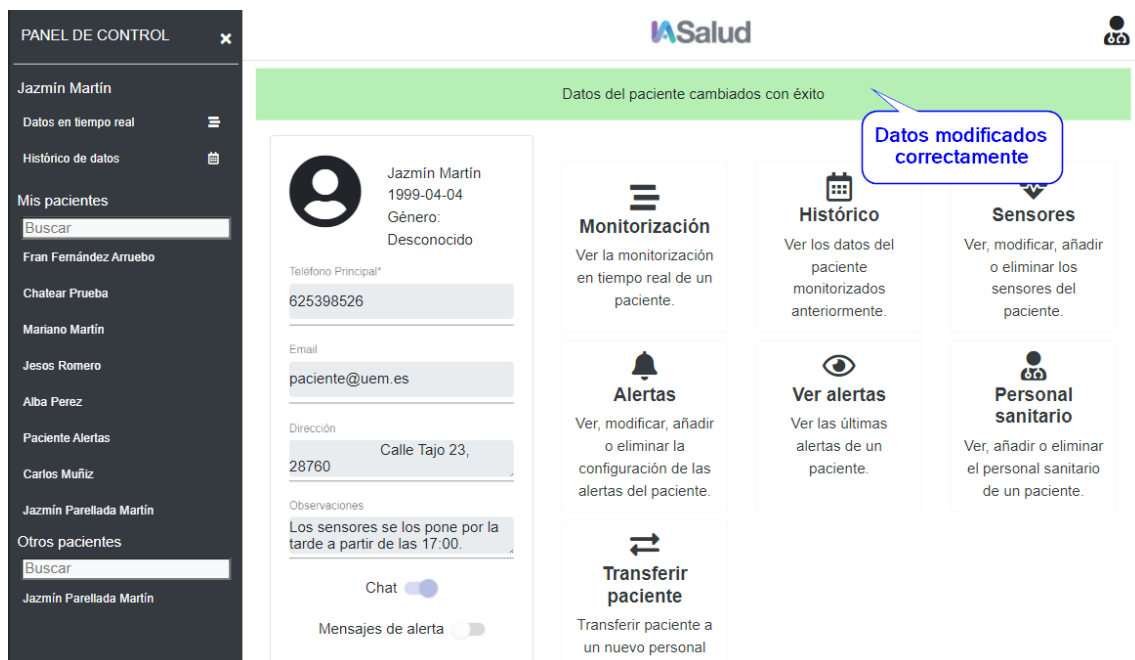 PANEL DE CONTROL
Jazmín Martín
Datos en tiempo real
Histórico de datos
Mis pacientes
Buscar
Fran Fernández Arruebo
Chatear Prueba
Mariano Martín
Jesos Romero
Alba Perez
Paciente Alertas
Carlos Muñiz
Jazmín Parellada Martín
Otros pacientes
Buscar
Jazmín Parellada Martín
IASalud
Datos del paciente cambiados con éxito
Datos modificados
correctamente
Jazmín Martín
1999-04-04
Género:
Desconocido
Teléfono Principal*
625398526
Email
paciente@uem.es
Dirección
Calle Tajo 23,
28760
Observaciones
Los sensores se los pone por la
tarde a partir de las 17:00.
Chat
Mensajes de alerta
Monitorización
Ver la monitorización
en tiempo real de un
paciente.
Histórico
Ver los datos del
paciente
monitorizados
anteriormente.
Sensores
Ver, modificar, añadir
o eliminar los
sensores del
paciente.
Alertas
Ver, modificar, añadir
o eliminar la
configuración de las
alertas del paciente.
Ver alertas
Ver las últimas
alertas de un
paciente.
Personal
sanitario
Ver, añadir o eliminar
el personal sanitario
de un paciente.
Transferir
paciente
Transferir paciente a
un nuevo personal